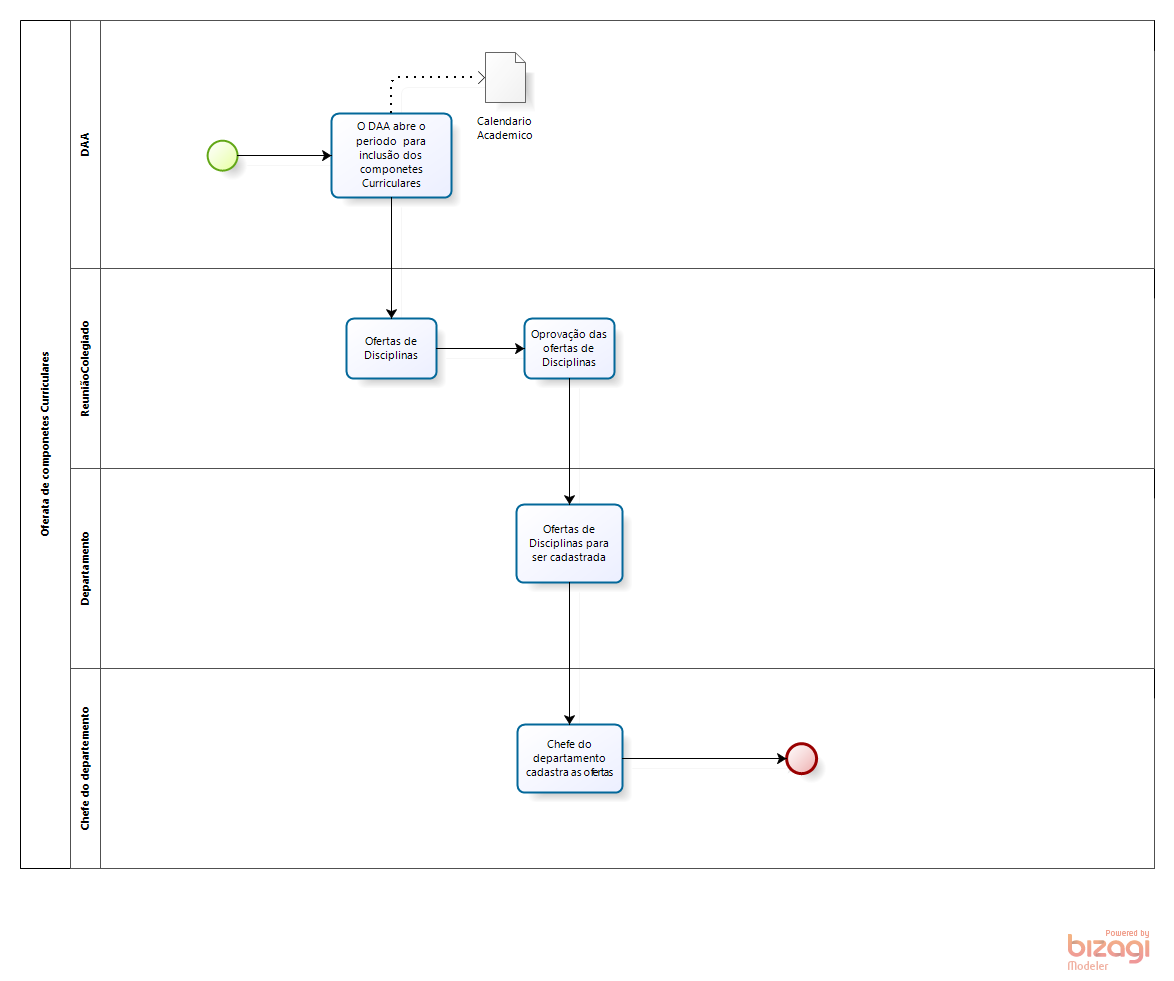 Oferata de componetes Curriculares
DAA
Calendario
Academico
O DAA abre o
periodo  para
inclusão dos
componetes
Curriculares
ReuniãoColegiado
Ofertas de
Disciplinas
Oprovação das
ofertas de
Disciplinas
Departamento
Ofertas de
Disciplinas para
ser cadastrada
Chefe do departemento
Chefe do
departamento
cadastra as ofertas
Powered by
bizagi
Modeler